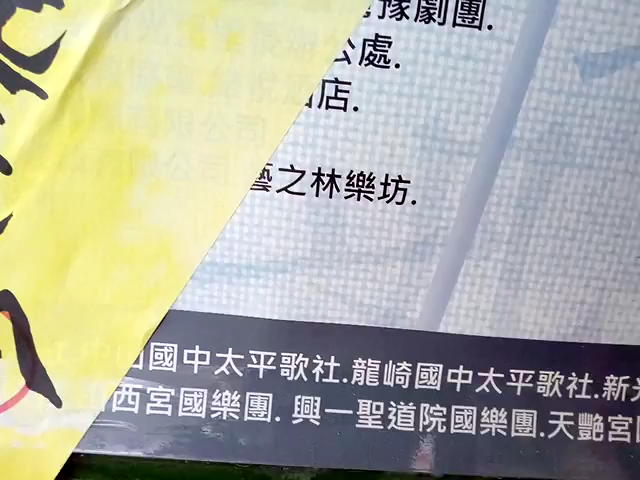 豫劇團.
公處.
店.
藝之林樂坊.
國中太平歌社.龍崎國中太平歌社.新
西宮國樂團. 興一聖道院國樂團.天艷宮